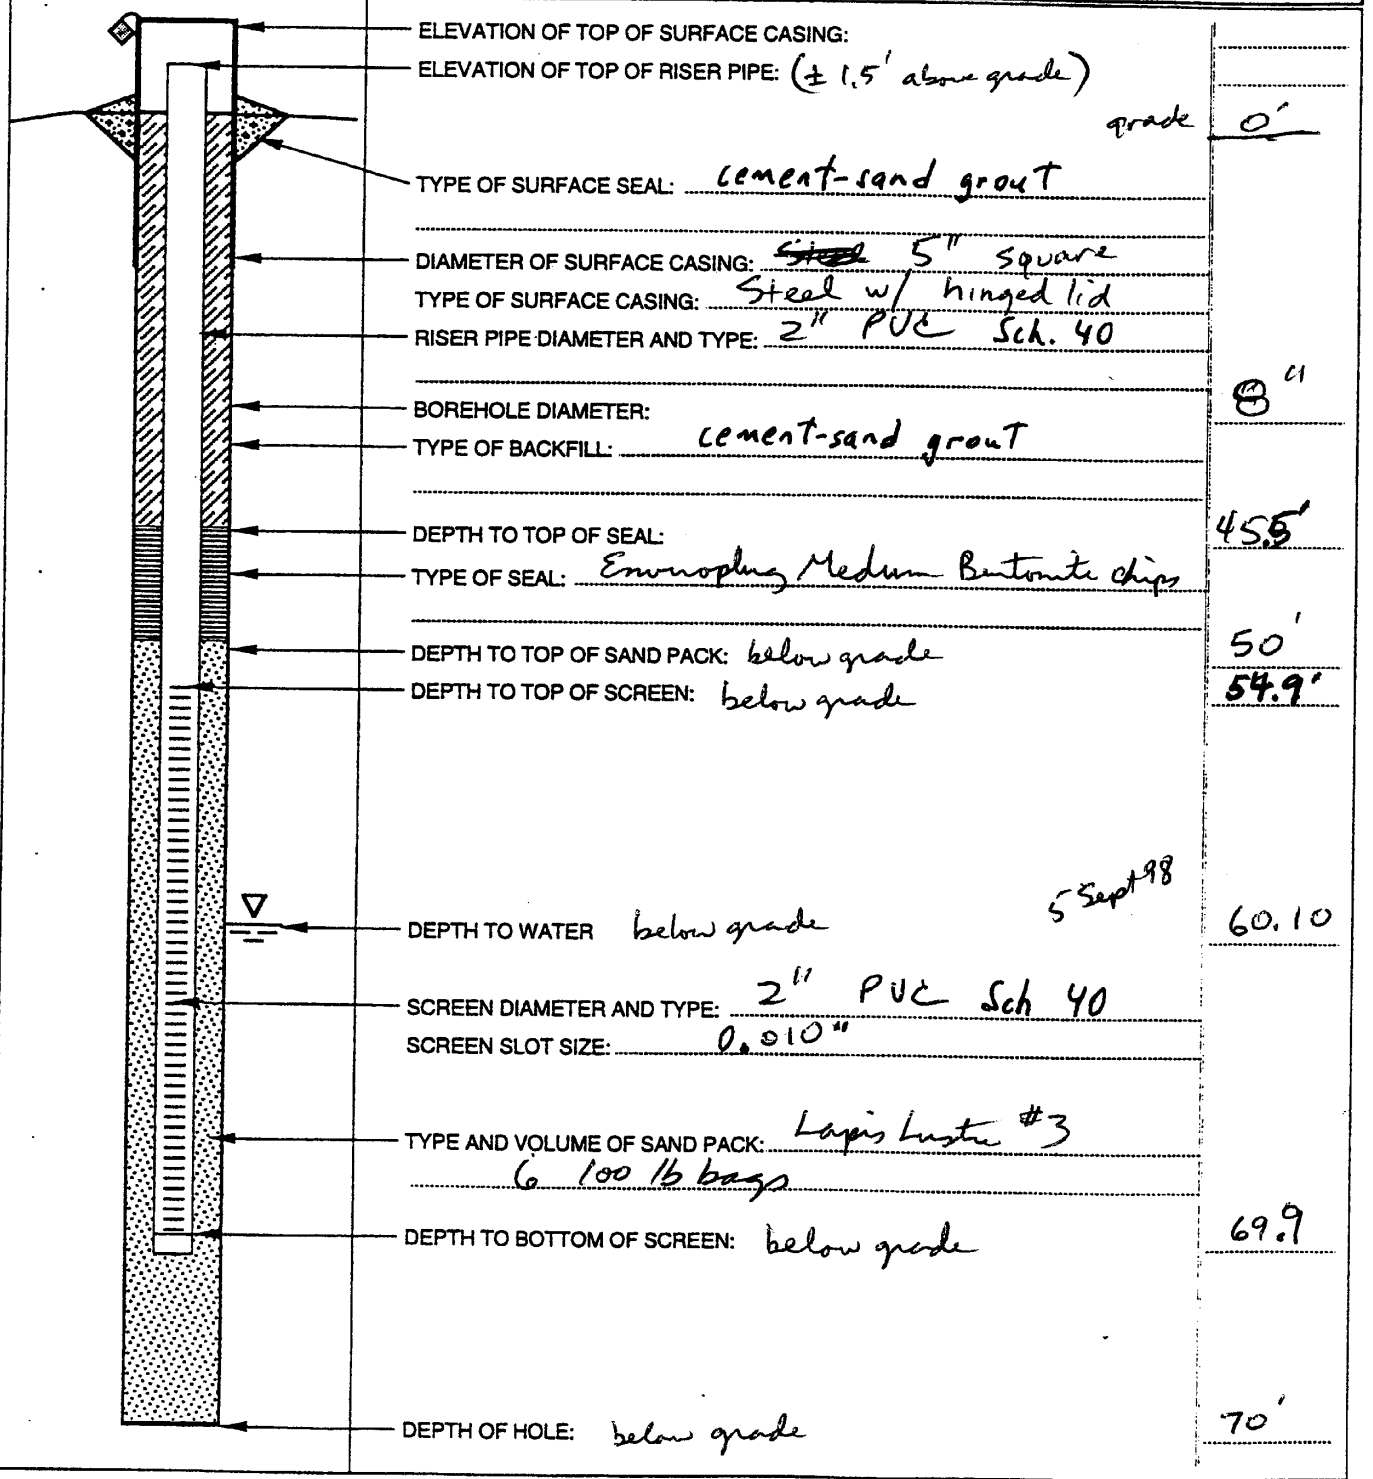 ELEVATION OF TOP OF SURFACE CASING:
ELEVATION OF TOP OF RISER PIPE: (± 1.5' above grade)
grade 0'
TYPE OF SURFACE SEAL: cement-sand grout
DIAMETER OF SURFACE CASING: 5" square
TYPE OF SURFACE CASING: Steel w/ hinged lid
RISER PIPE DIAMETER AND TYPE: 2" PVC Sch. 40
BOREHOLE DIAMETER: 8"
TYPE OF BACKFILL: cement-sand grout
DEPTH TO TOP OF SEAL: 45.5'
TYPE OF SEAL: Enviroplug Medium Bentonite chips
DEPTH TO TOP OF SAND PACK: below grade 50'
DEPTH TO TOP OF SCREEN: below grade 54.9'
5 Sept 98
DEPTH TO WATER below grade 60.10
SCREEN DIAMETER AND TYPE: 2" PVC Sch 40
SCREEN SLOT SIZE: 0.010"
TYPE AND VOLUME OF SAND PACK: Lapis Lustre #3
6 100 lb bags
DEPTH TO BOTTOM OF SCREEN: below grade 69.9
DEPTH OF HOLE: below grade 70'